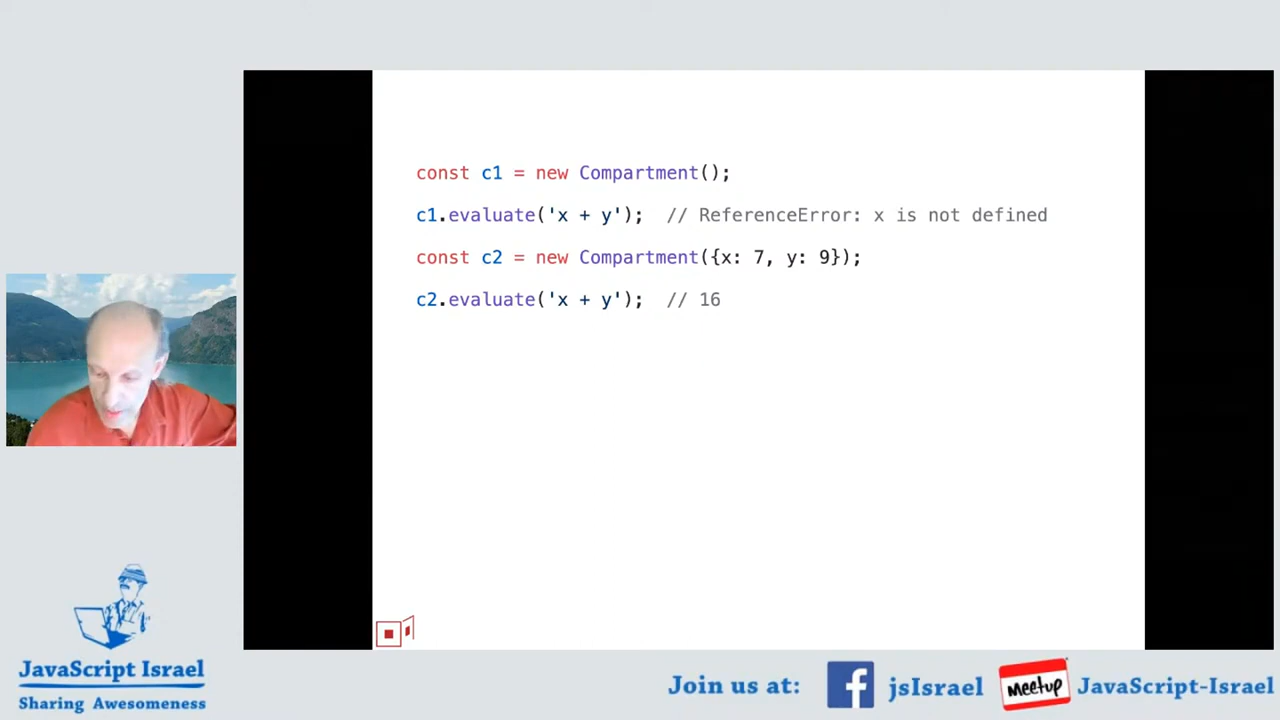 const c1 = new Compartment();
c1.evaluate('x + y'); // ReferenceError: x is not defined
const c2 = new Compartment({x: 7, y: 9});
c2.evaluate('x + y'); // 16
JavaScript Israel
Sharing Awesomeness
Join us at: f jsIsrael Meetup JavaScript-Israel